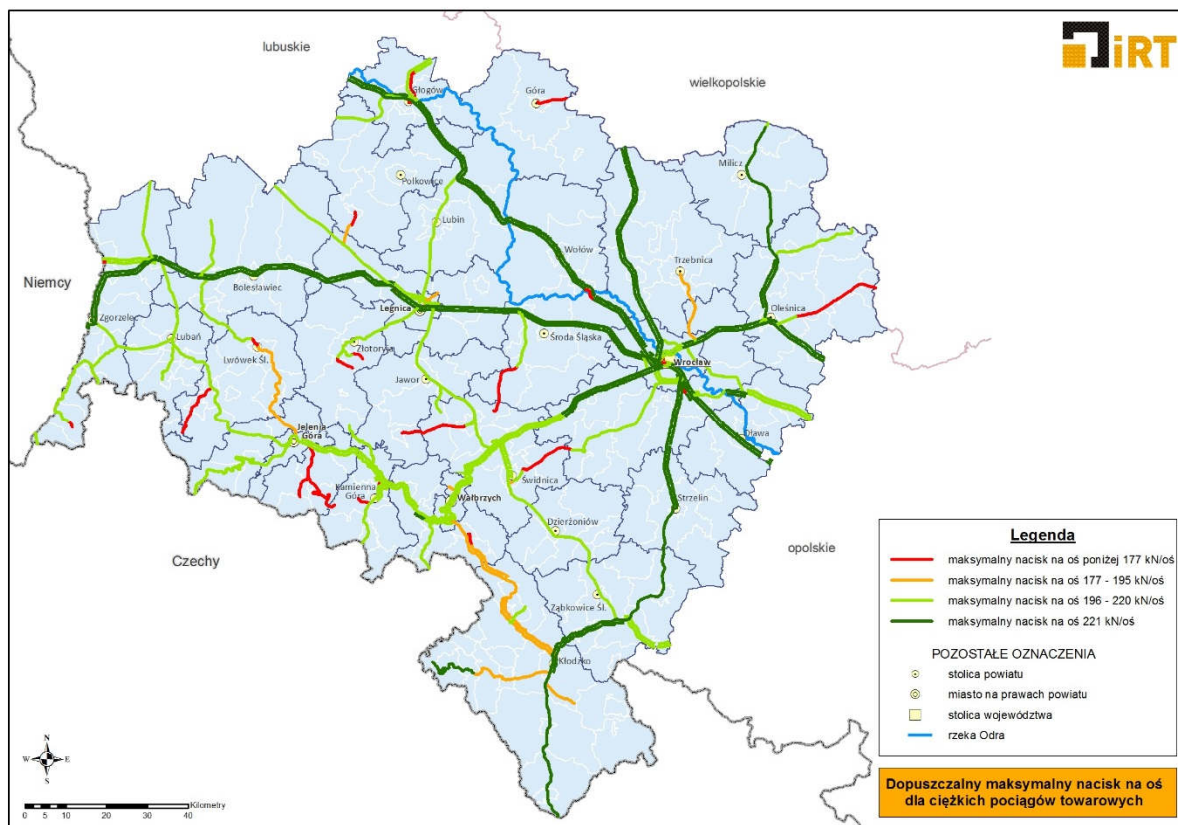 lubuskie
iRT
wielkopolskie
Głogów
Góra
Milicz
Polkowice
Lubin
Wołów
Trzebnica
Niemcy
Bolesławiec
Oleśnica
Legnica
Zgorzelec
Środa Śląska
Lubań
Złotoryja
Wrocław
Lwówek Śl.
Jawor
Oława
Jelenia
Góra
Świdnica
Kamienna
Góra
Wałbrzych
Strzelin
Dzierżoniów
Czechy
opolskie
Ząbkowice Śl.
Kłodzko
Legenda
maksymalny nacisk na oś poniżej 177 kN/oś
maksymalny nacisk na oś 177 - 195 kN/oś
maksymalny nacisk na oś 196 - 220 kN/oś
maksymalny nacisk na oś 221 kN/oś
POZOSTAŁE OZNACZENIA
stolica powiatu
miasto na prawach powiatu
stolica województwa
rzeka Odra
N
W E
S
Kilometry
0 5 10 20 30 40
Dopuszczalny maksymalny nacisk na oś
dla ciężkich pociągów towarowych